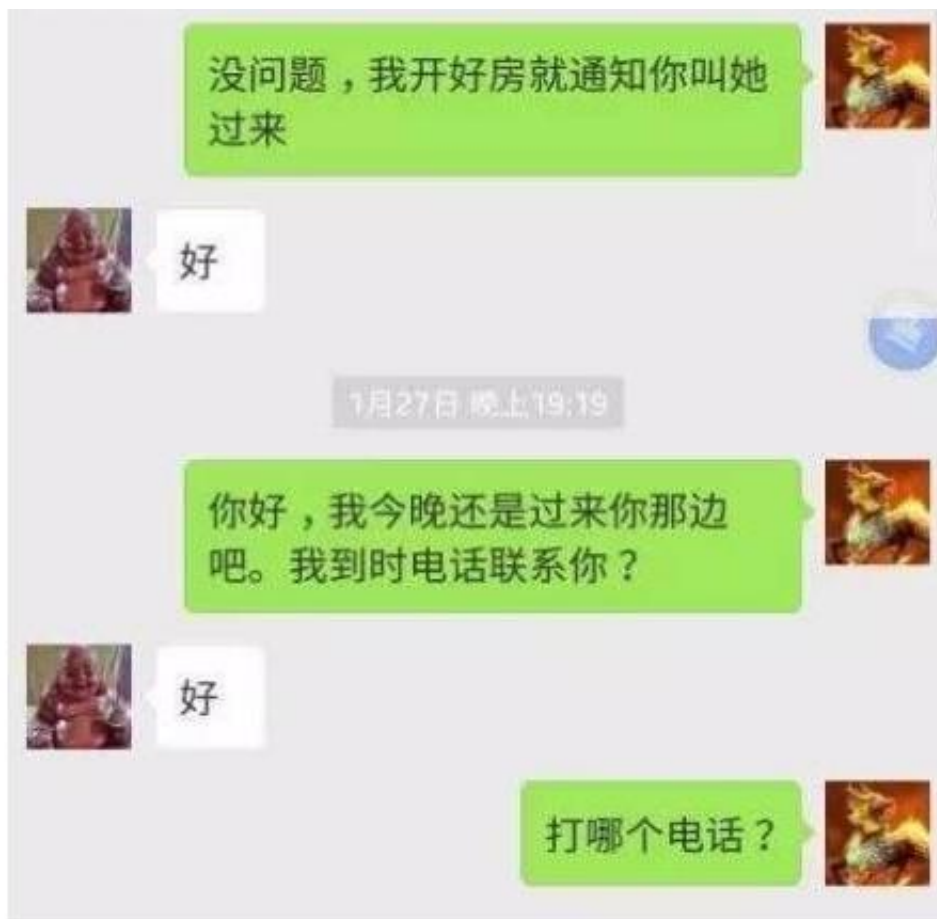 没问题，我开好房就通知你叫她
过来
好
1月27日 晚上19:19
你好，我今晚还是过来你那边
吧。我到时电话联系你？
好
打哪个电话？